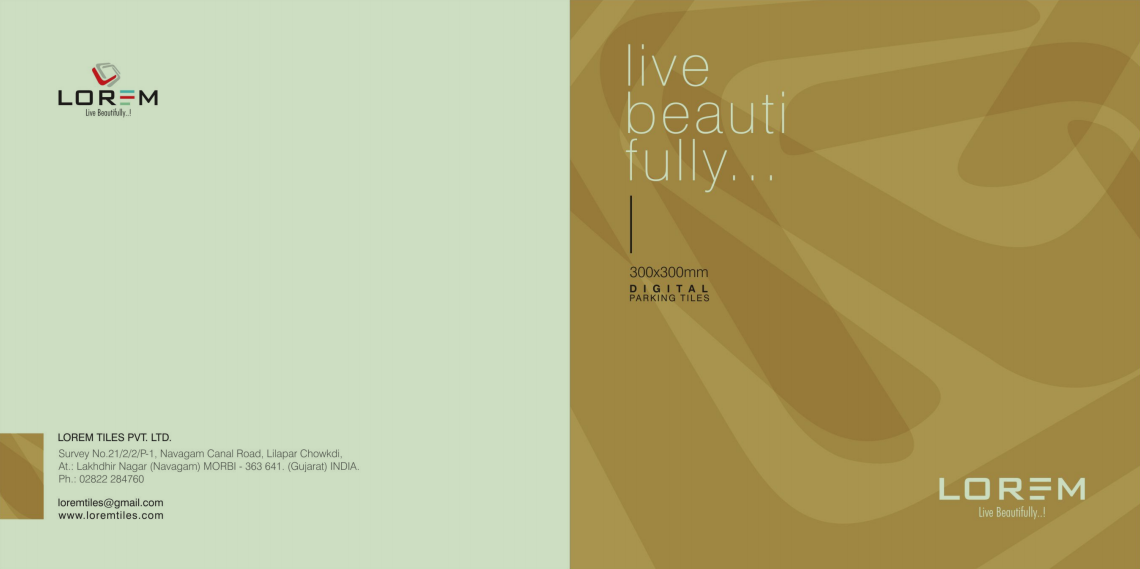 LOREM
Live Beautifully..!
LOREM TILES PVT. LTD.
Survey No.21/2/2/P-1, Navagam Canal Road, Lilapar Chowkdi,
At.: Lakhdhir Nagar (Navagam) MORBI - 363 641. (Gujarat) INDIA.
Ph.: 02822 284760
loremtiles@gmail.com
www.loremtiles.com
live
beauti
fully...
300x300mm
DIGITAL
PARKING TILES
LOREM
Live Beautifully..!